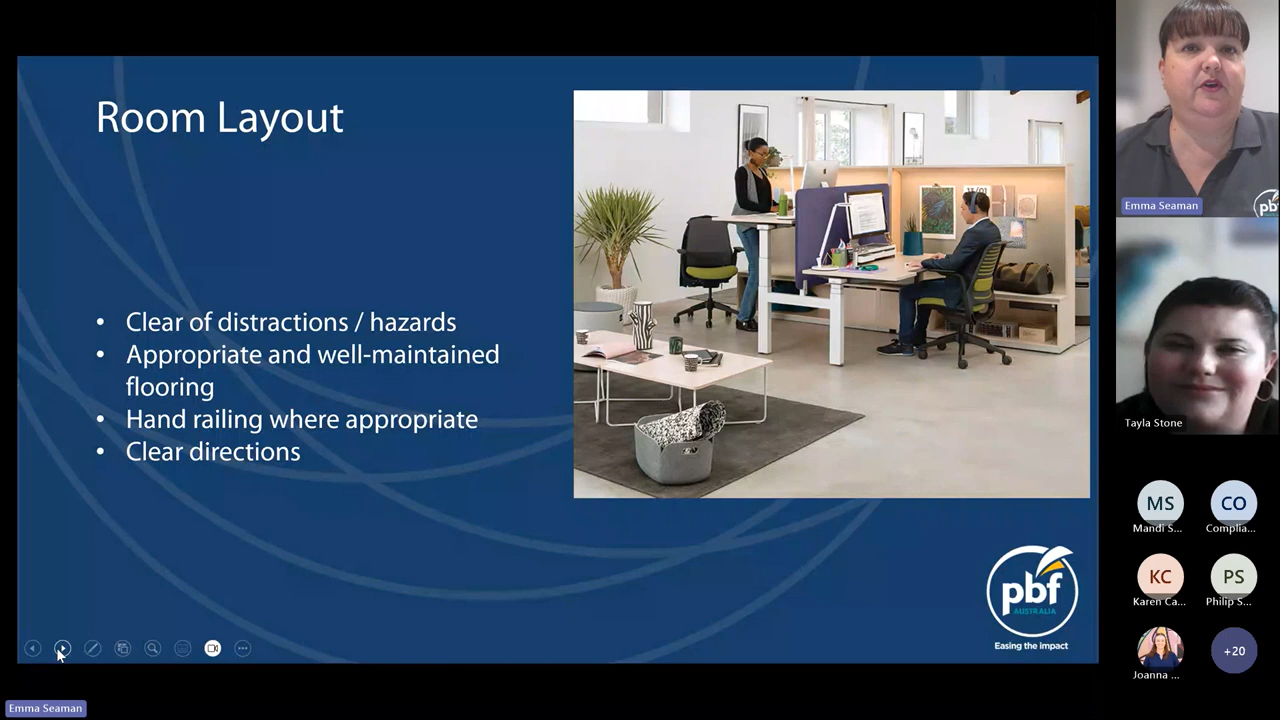 Room Layout
• Clear of distractions / hazards
• Appropriate and well-maintained
flooring
• Hand railing where appropriate
• Clear directions
pbf
AUSTRALIA
Easing the impact
Emma Seaman
pbf
Tayla Stone
MS
Mandi S...
CO
Complia...
KC
Karen Ca...
PS
Philip S...
Joanna ...
+20
Emma Seaman